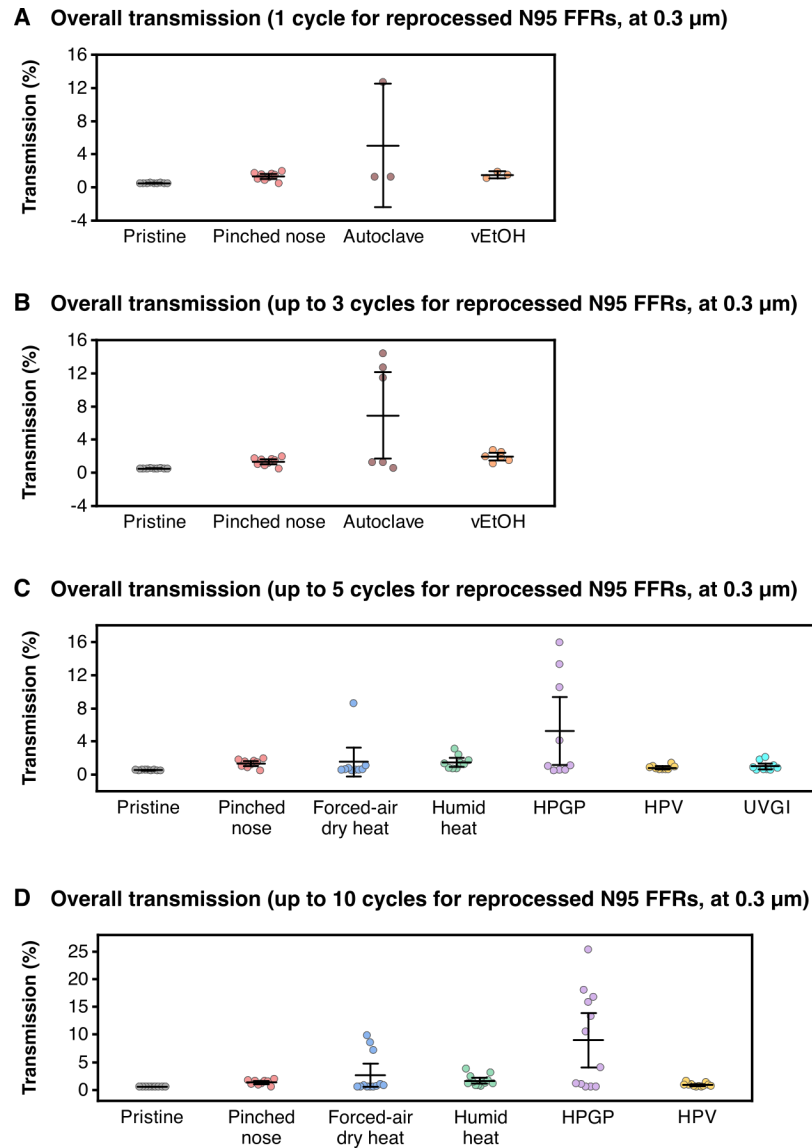 A Overall transmission (1 cycle for reprocessed N95 FFRs, at 0.3 µm)
Transmission (%)
16
12
8
4
0
-4
Pristine Pinched nose Autoclave vEtOH
B Overall transmission (up to 3 cycles for reprocessed N95 FFRs, at 0.3 µm)
Transmission (%)
16
12
8
4
0
-4
Pristine Pinched nose Autoclave vEtOH
C Overall transmission (up to 5 cycles for reprocessed N95 FFRs, at 0.3 µm)
Transmission (%)
16
12
8
4
0
Pristine Pinched Forced-air Humid HPGP HPV UVGI
nose dry heat heat
D Overall transmission (up to 10 cycles for reprocessed N95 FFRs, at 0.3 µm)
Transmission (%)
25
20
15
10
5
0
Pristine Pinched Forced-air Humid HPGP HPV
nose dry heat heat